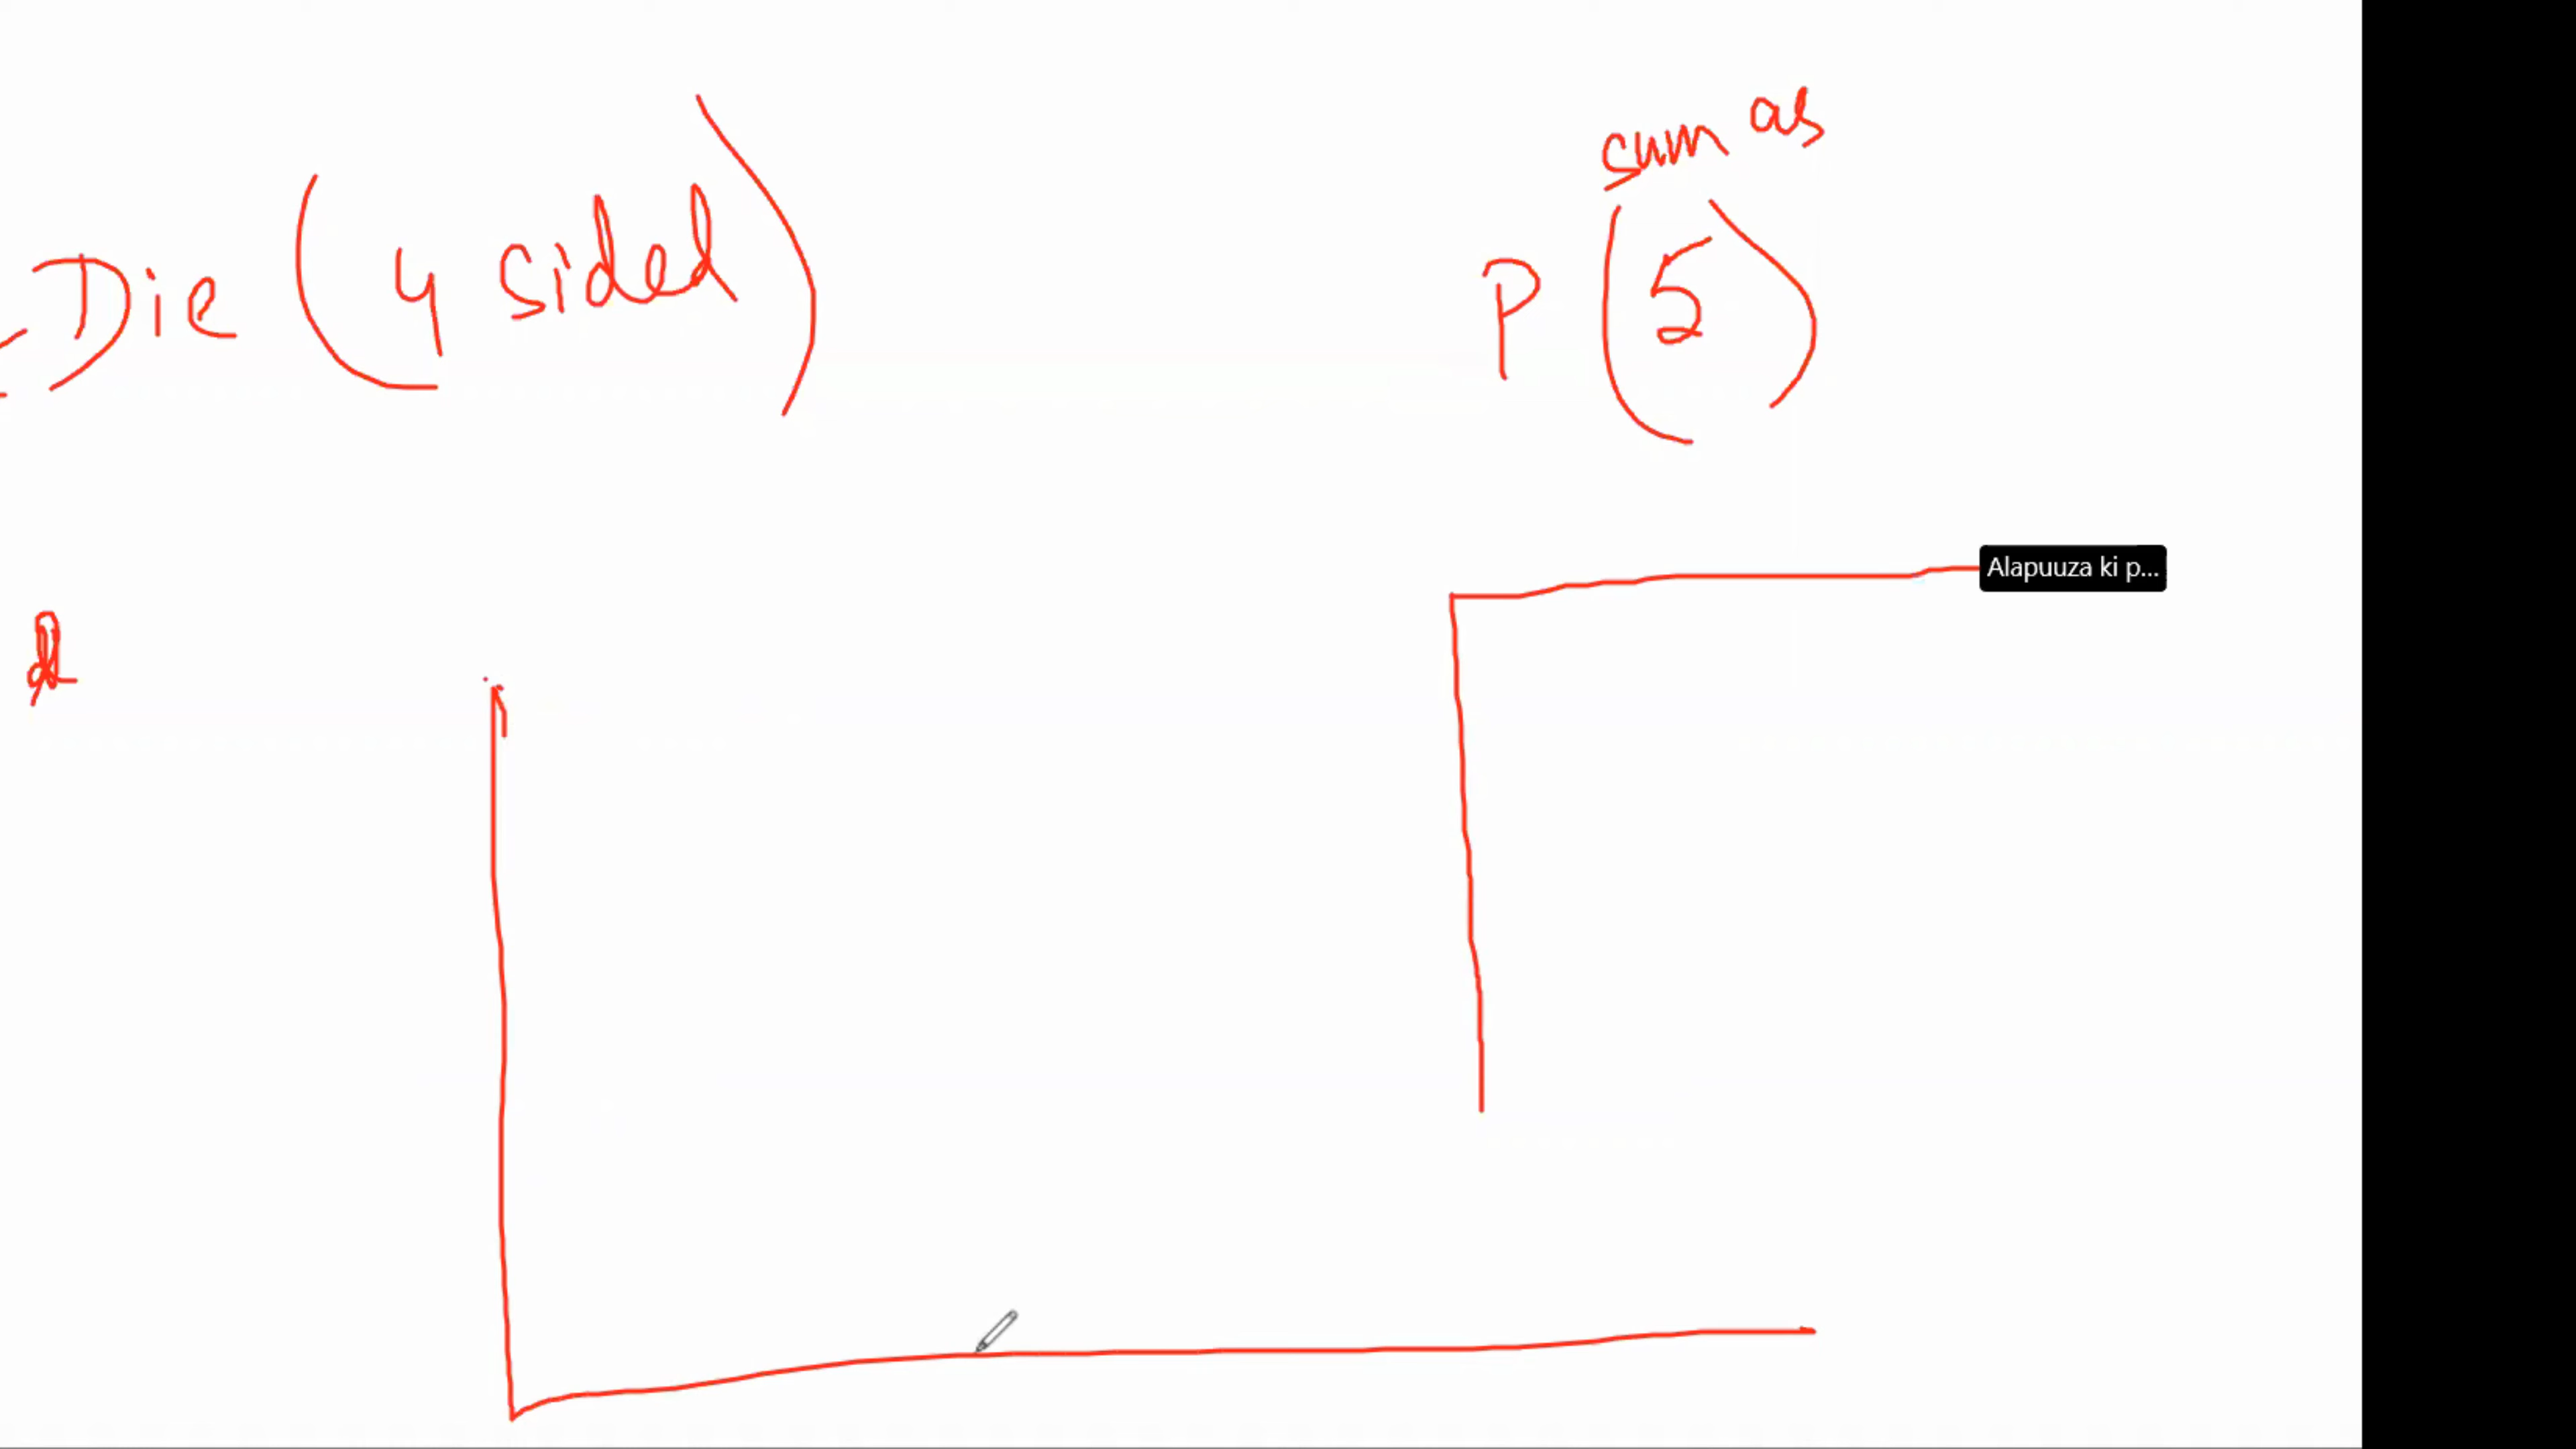 sum as
Die (4 sided)
P (5)
Alapuuza ki p...